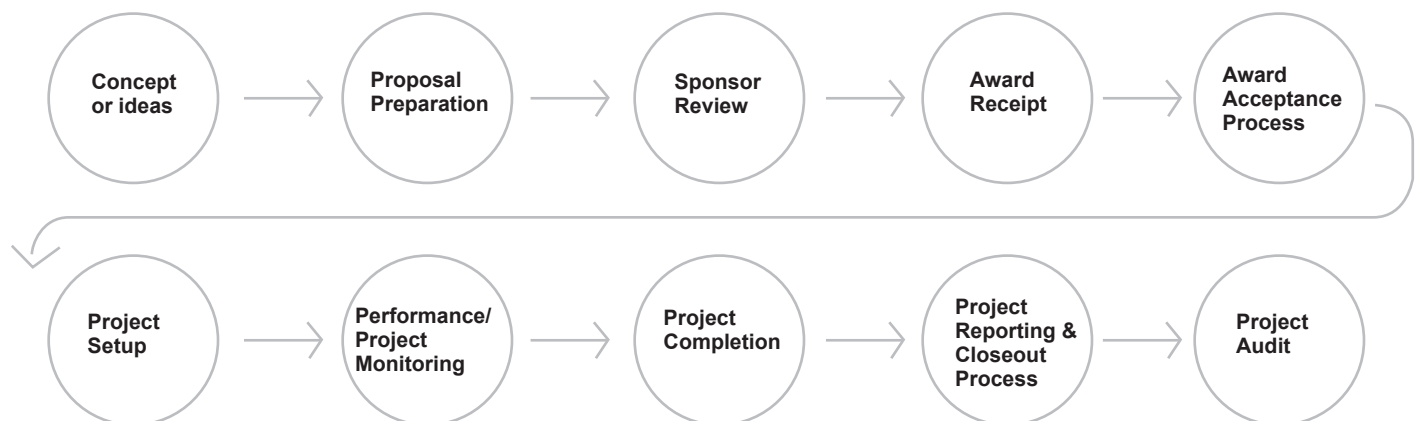 Concept
or ideas
Proposal
Preparation
Sponsor
Review
Award
Receipt
Award
Acceptance
Process
Project
Setup
Performance/
Project
Monitoring
Project
Completion
Project
Reporting &
Closeout
Process
Project
Audit